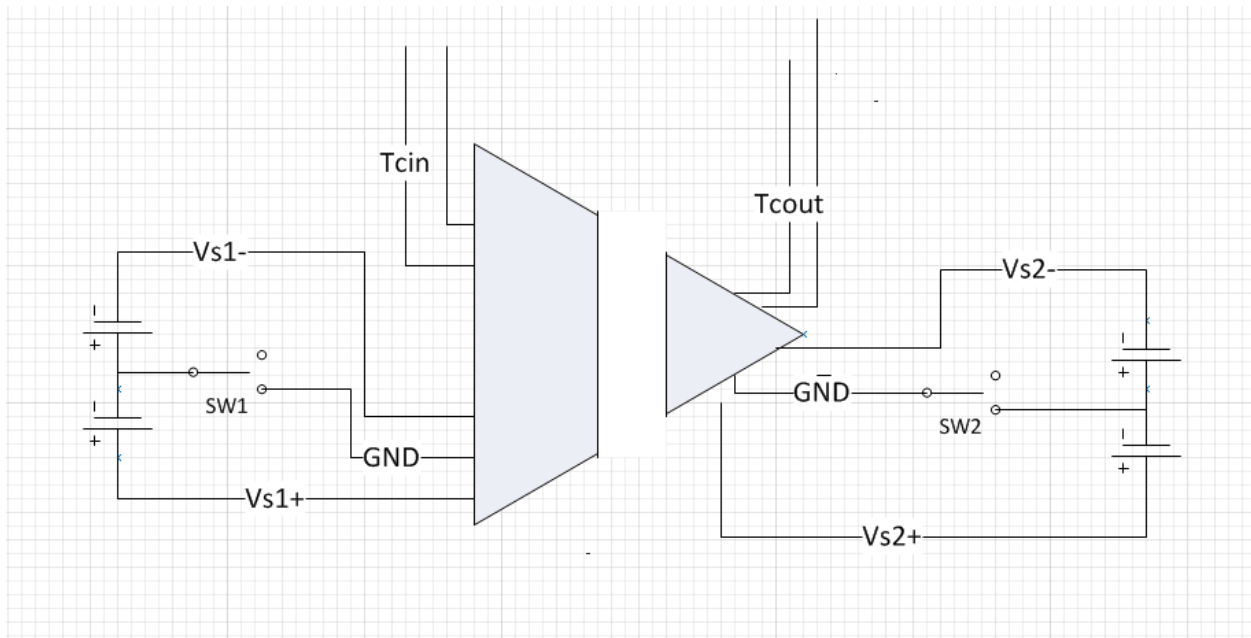 Tcin
Tcout
Vs1-
Vs2-
-
+
SW1
-
+
GND
Vs1+
-
+
GND
SW2
-
+
Vs2+